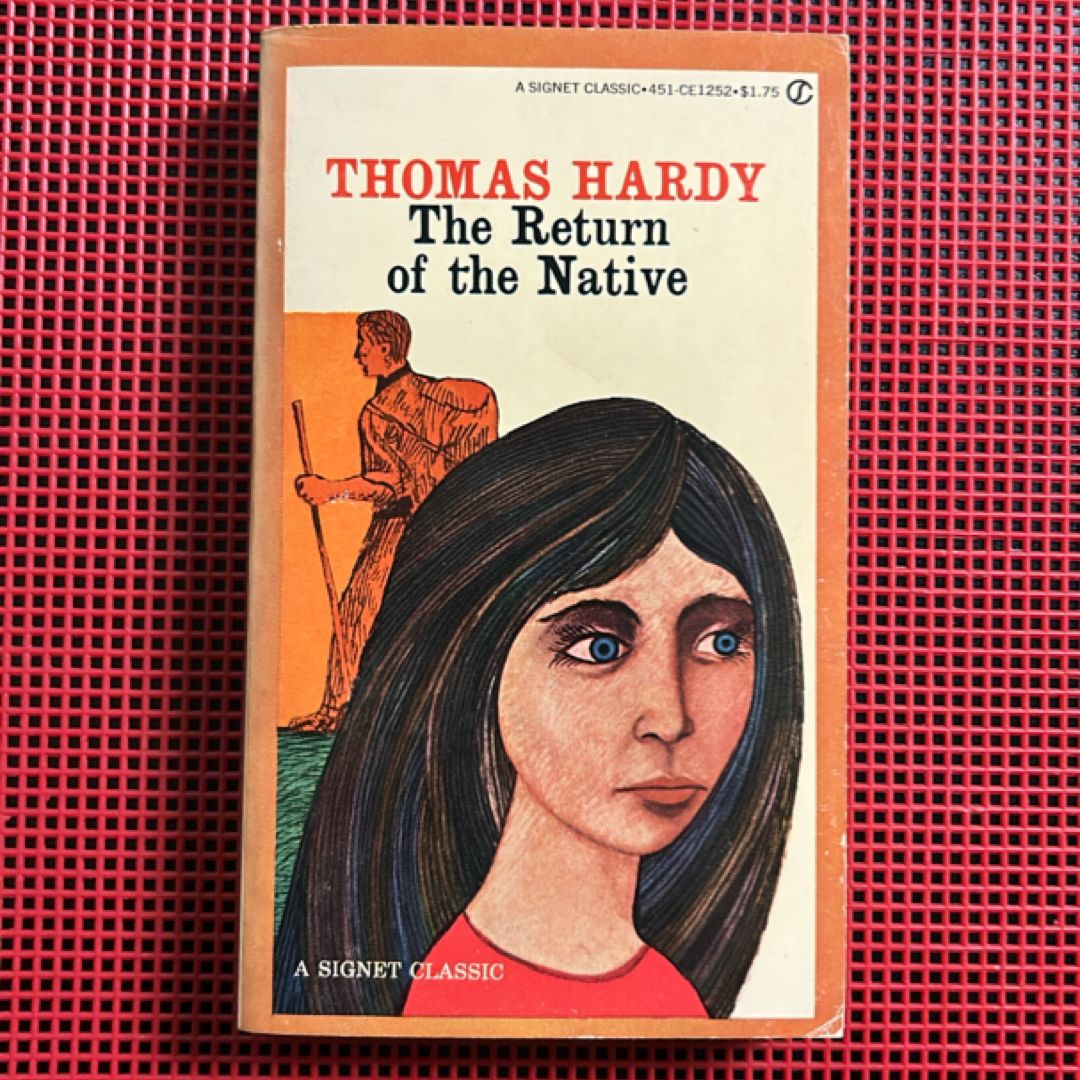 A SIGNET CLASSIC•451-CE1252•$1.75
THOMAS HARDY
The Return
of the Native
A SIGNET CLASSIC